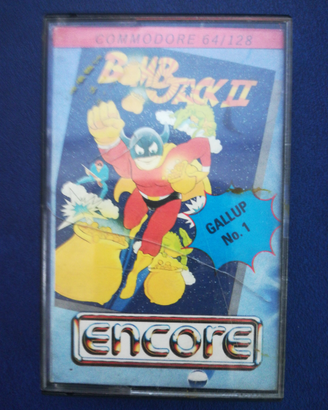 COMMODORE 64/128
BOMB
JACK II
GALLUP
No. 1
encore